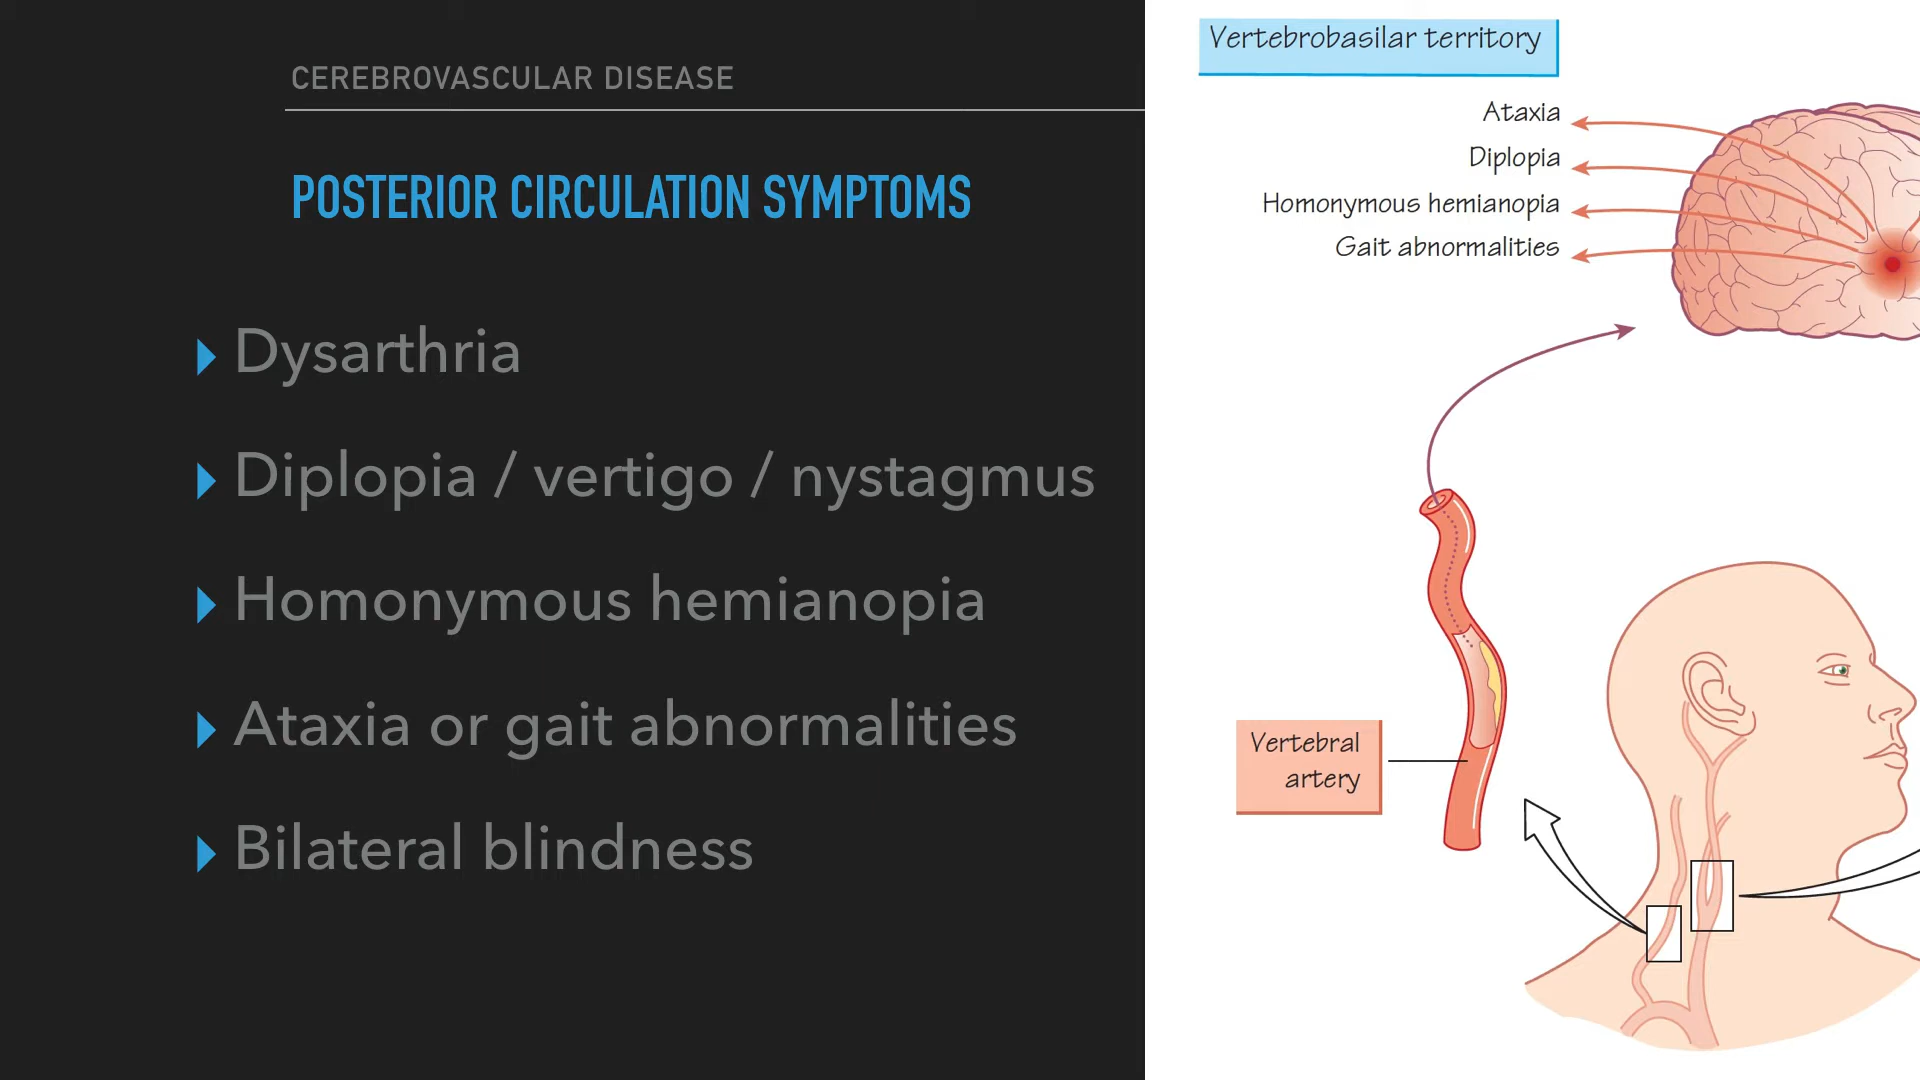 CEREBROVASCULAR DISEASE
POSTERIOR CIRCULATION SYMPTOMS
Dysarthria
Diplopia / vertigo / nystagmus
Homonymous hemianopia
Ataxia or gait abnormalities
Bilateral blindness
Vertebrobasilar territory
Ataxia
Diplopia
Homonymous hemianopia
Gait abnormalities
Vertebral
artery